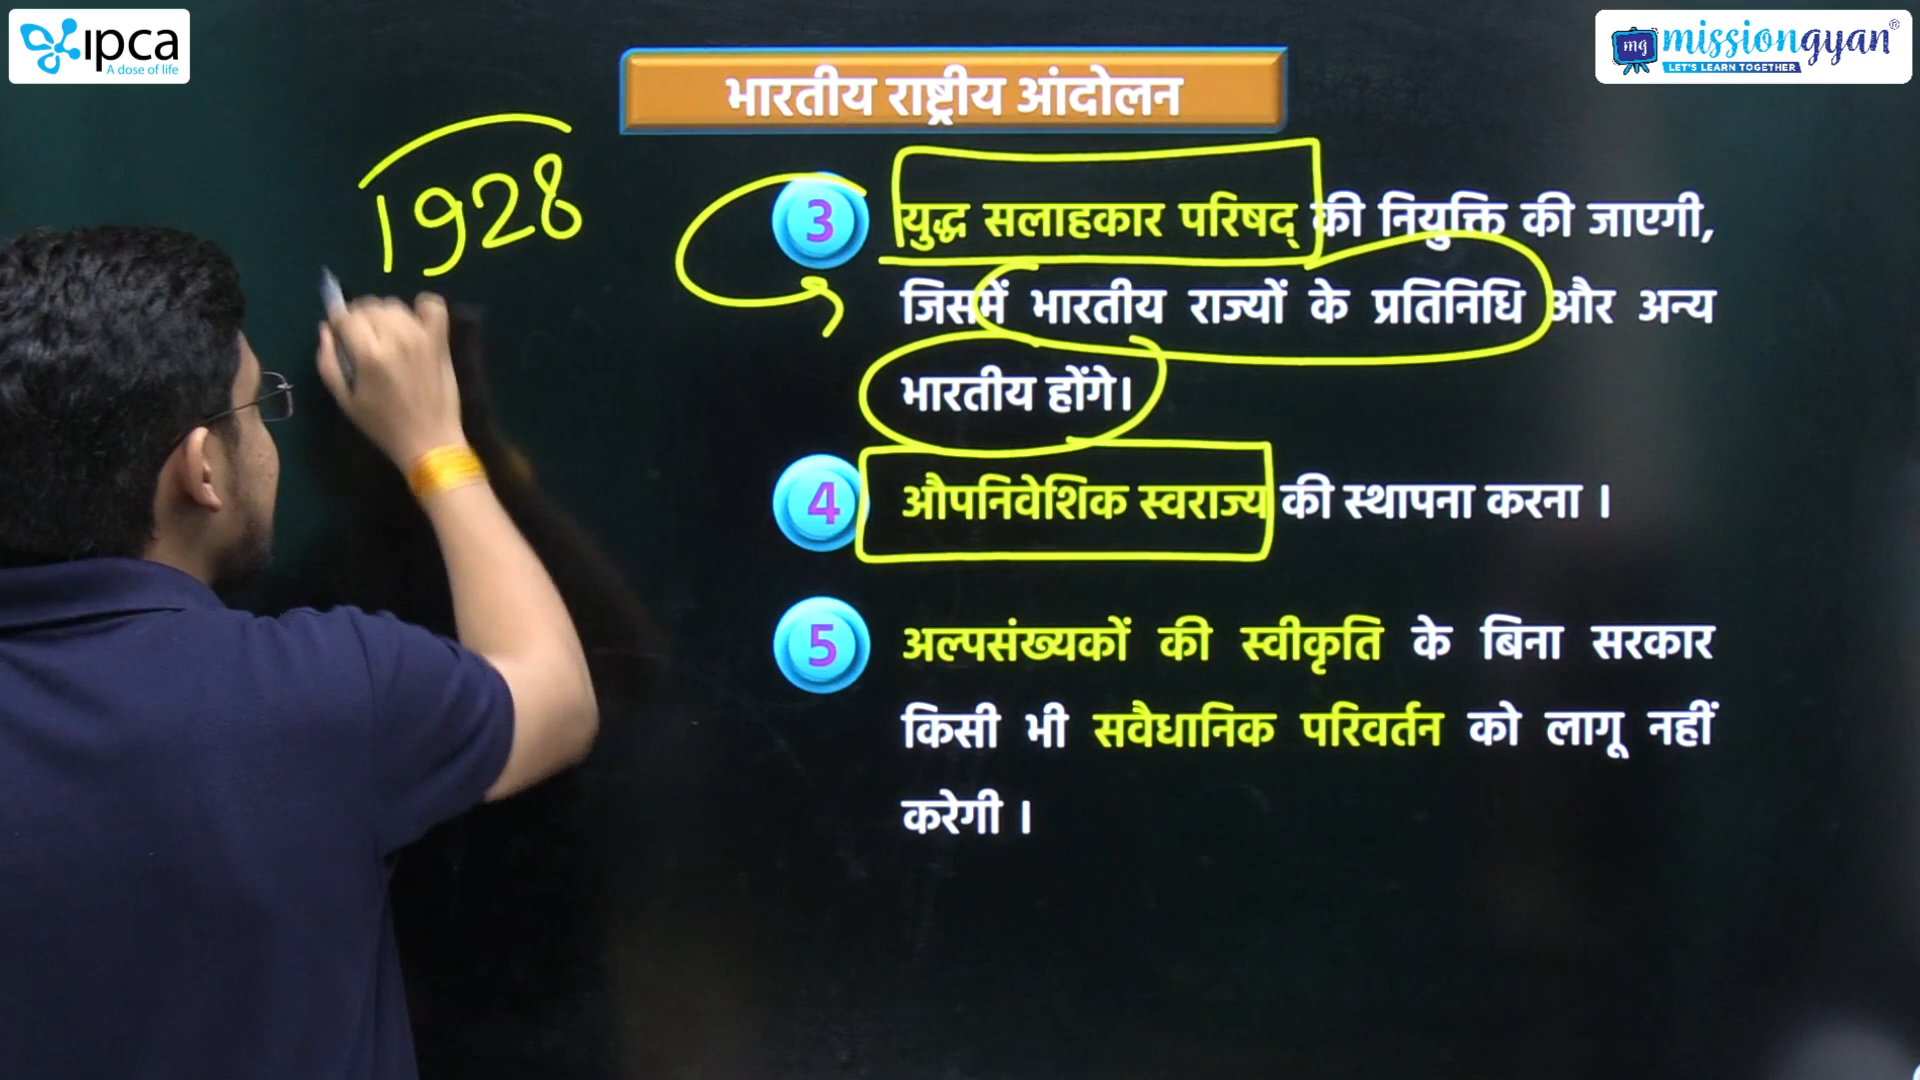 ıpca
A dose of life
mg missiongyan®
LET'S LEARN TOGETHER
भारतीय राष्ट्रीय आंदोलन
1928
3 युद्ध सलाहकार परिषद् की नियुक्ति की जाएगी,
जिसमें भारतीय राज्यों के प्रतिनिधि और अन्य
भारतीय होंगे।
4 औपनिवेशिक स्वराज्य की स्थापना करना ।
5 अल्पसंख्यकों की स्वीकृति के बिना सरकार
किसी भी सवैधानिक परिवर्तन को लागू नहीं
करेगी ।